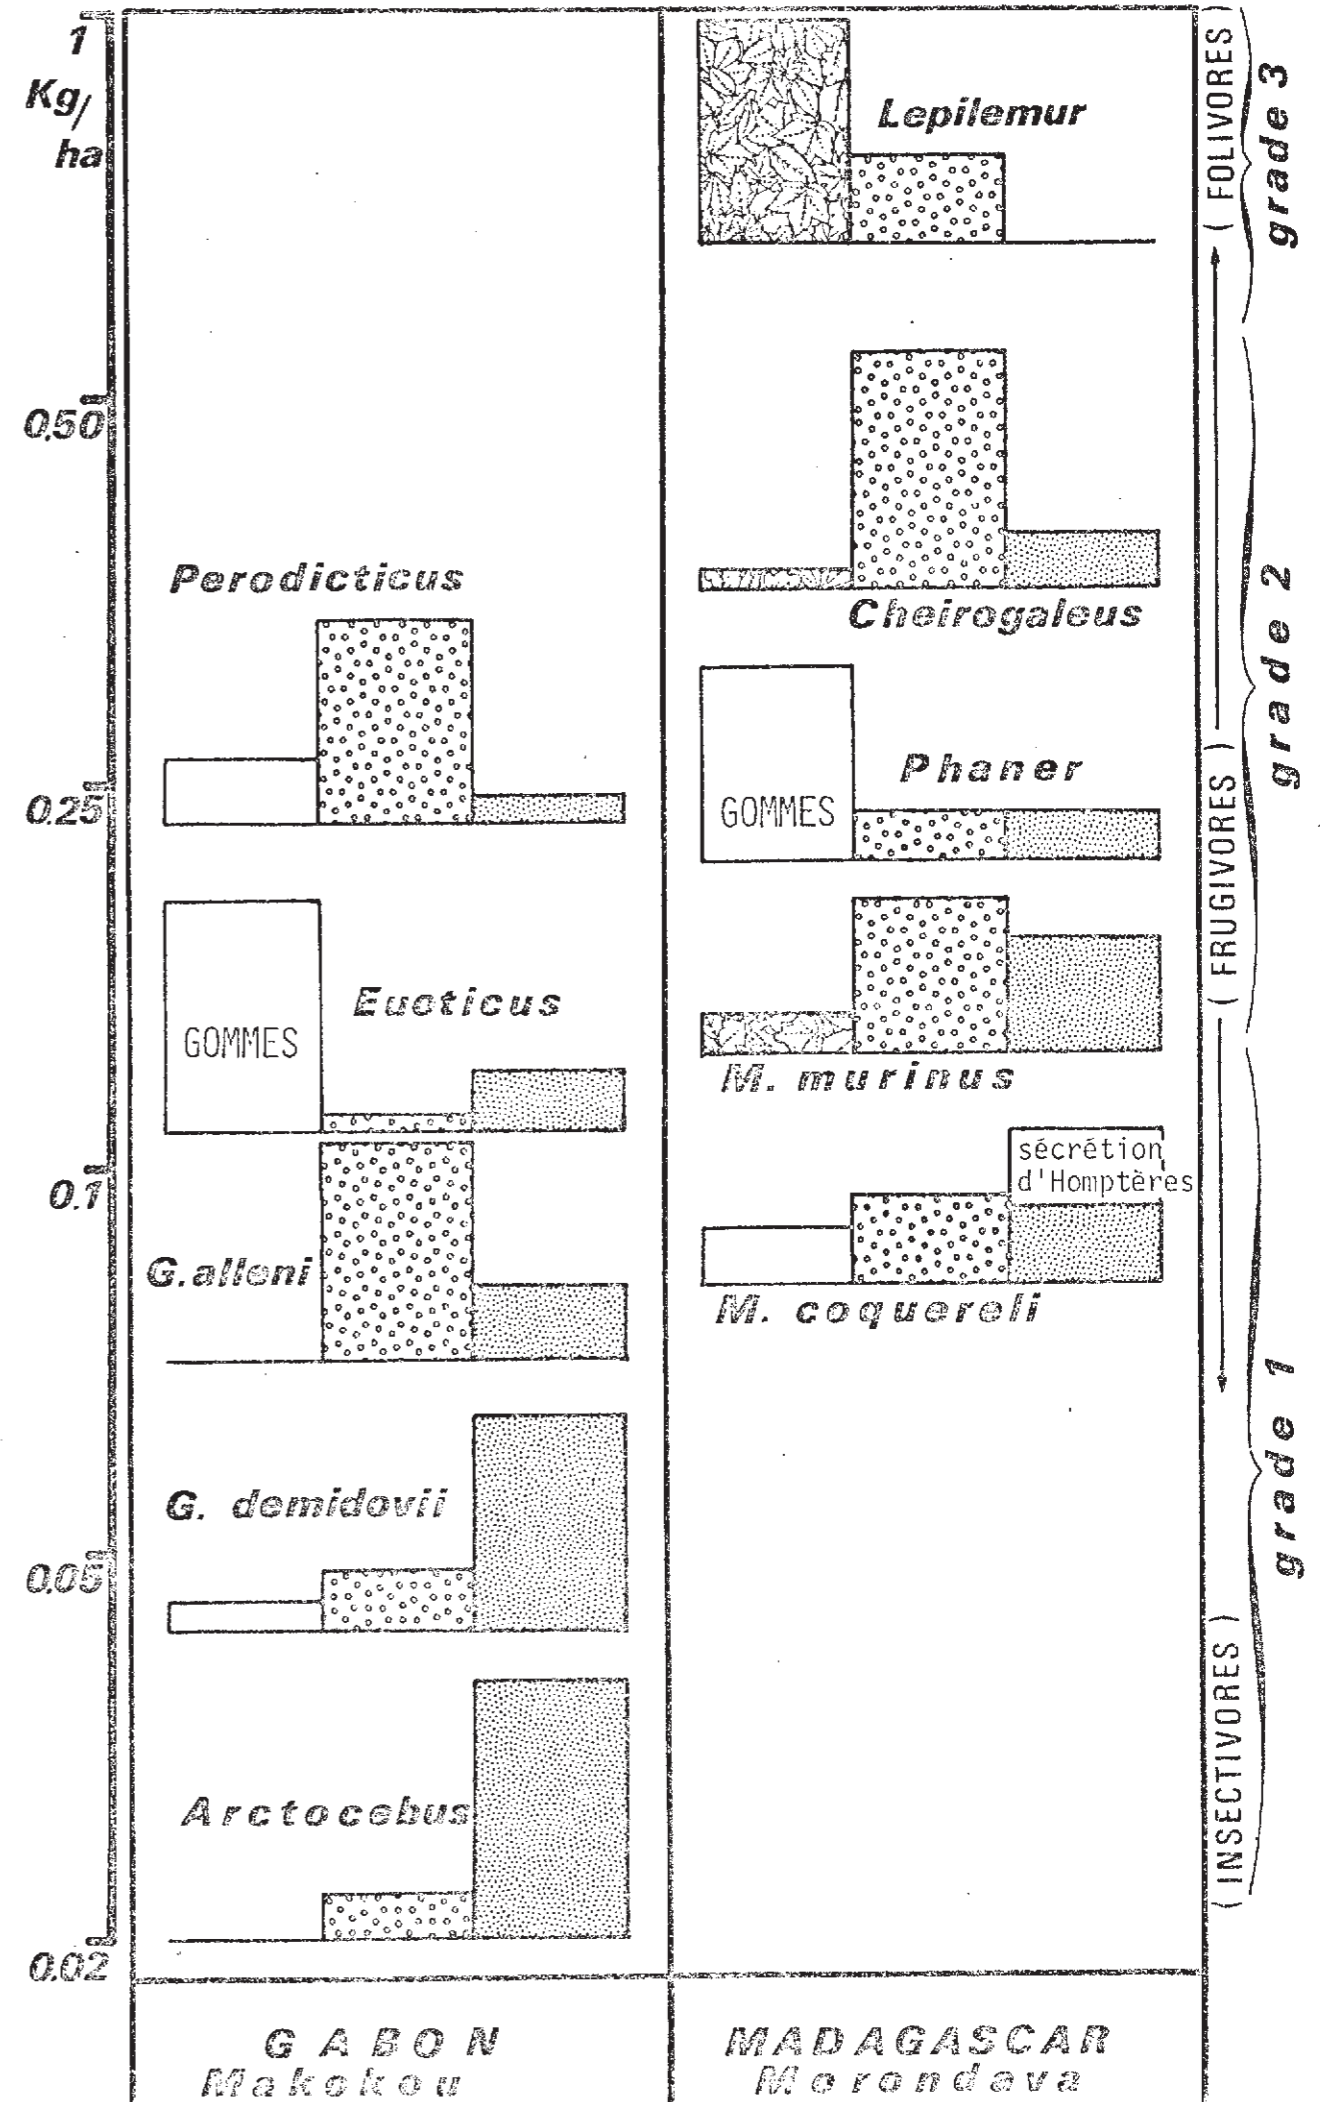 1
Kg/
ha
0.50
0.25
0.1
0.05
0.02
Perodicticus
GOMMES
Euoticus
G. alleni
G. demidovii
Arctocebus
Lepilemur
Cheirogaleus
GOMMES
Phaner
M. murinus
sécrétion
d'Homptères
M. coquereli
( FOLIVORES )
( FRUGIVORES )
( INSECTIVORES )
grade 3
grade 2
grade 1
GABON
Makokou
MADAGASCAR
Morondava